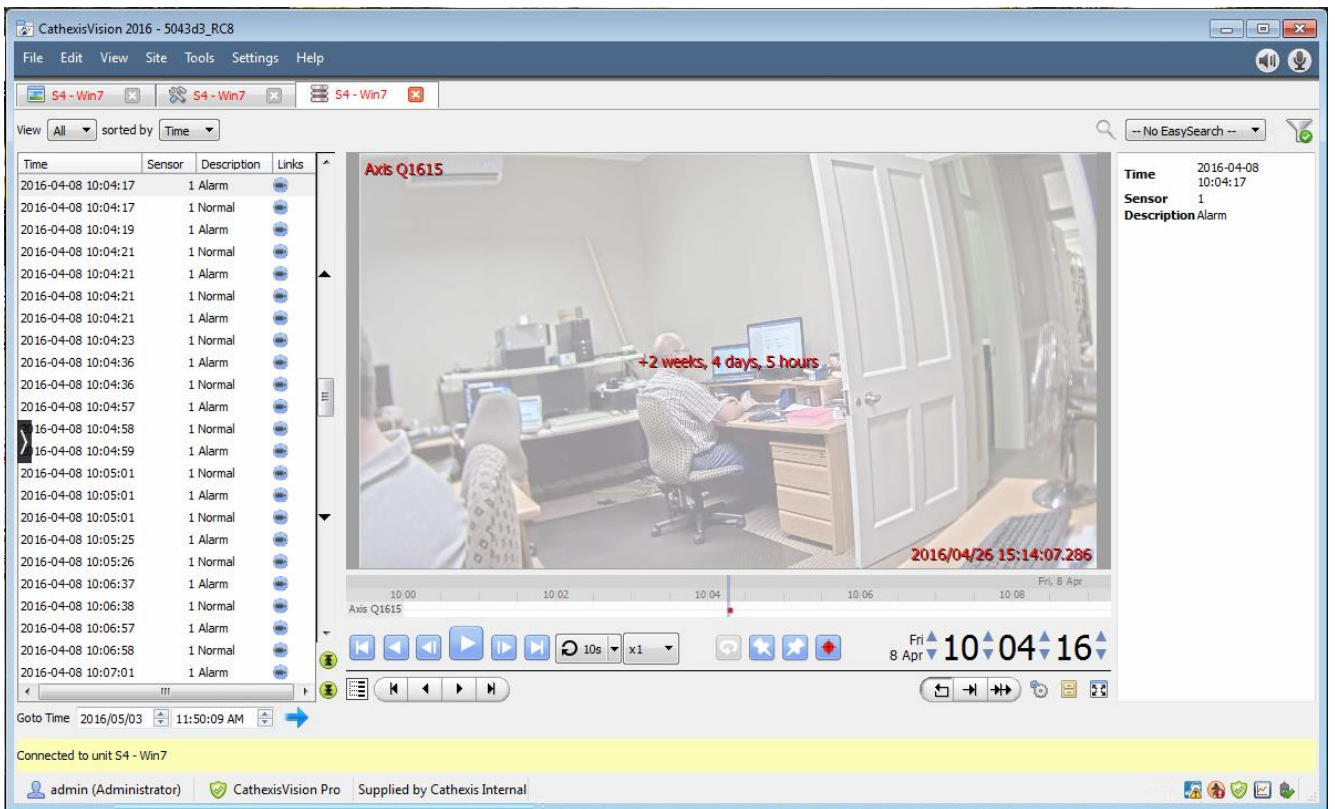 CathexisVision 2016 - 5043d3_RC8
File Edit View Site Tools Settings Help
S4 - Win7 S4 - Win7 S4 - Win7
View All sorted by Time -- No EasySearch --
Time Sensor Description Links
2016-04-08 10:04:17 1 Alarm
2016-04-08 10:04:17 1 Normal
2016-04-08 10:04:19 1 Alarm
2016-04-08 10:04:21 1 Normal
2016-04-08 10:04:21 1 Alarm
2016-04-08 10:04:21 1 Normal
2016-04-08 10:04:21 1 Alarm
2016-04-08 10:04:23 1 Normal
2016-04-08 10:04:36 1 Alarm
2016-04-08 10:04:36 1 Normal
2016-04-08 10:04:57 1 Alarm
16-04-08 10:04:58 1 Normal
16-04-08 10:04:59 1 Alarm
2016-04-08 10:05:01 1 Normal
2016-04-08 10:05:01 1 Alarm
2016-04-08 10:05:01 1 Normal
2016-04-08 10:05:25 1 Alarm
2016-04-08 10:05:26 1 Normal
2016-04-08 10:06:37 1 Alarm
2016-04-08 10:06:38 1 Normal
2016-04-08 10:06:57 1 Alarm
2016-04-08 10:06:58 1 Normal
2016-04-08 10:07:01 1 Alarm
Axis Q1615
+2 weeks, 4 days, 5 hours
2016/04/26 15:14:07.286
Fri, 8 Apr
10:00 10:02 10:04 10:06 10:08
Axis Q1615
10s x1
Fri 8 Apr 10 04 16
Time 2016-04-08 10:04:17
Sensor 1
Description Alarm
Goto Time 2016/05/03 11:50:09 AM
Connected to unit S4 - Win7
admin (Administrator) CathexisVision Pro Supplied by Cathexis Internal